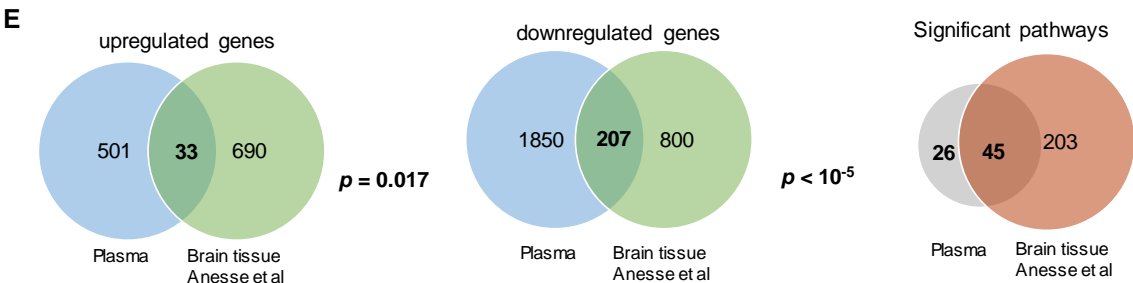 E
upregulated genes
501
33
690
p = 0.017
Plasma
Brain tissue
Anesse et al
downregulated genes
1850
207
800
p < 10-5
Plasma
Brain tissue
Anesse et al
Significant pathways
26
45
203
Plasma
Brain tissue
Anesse et al